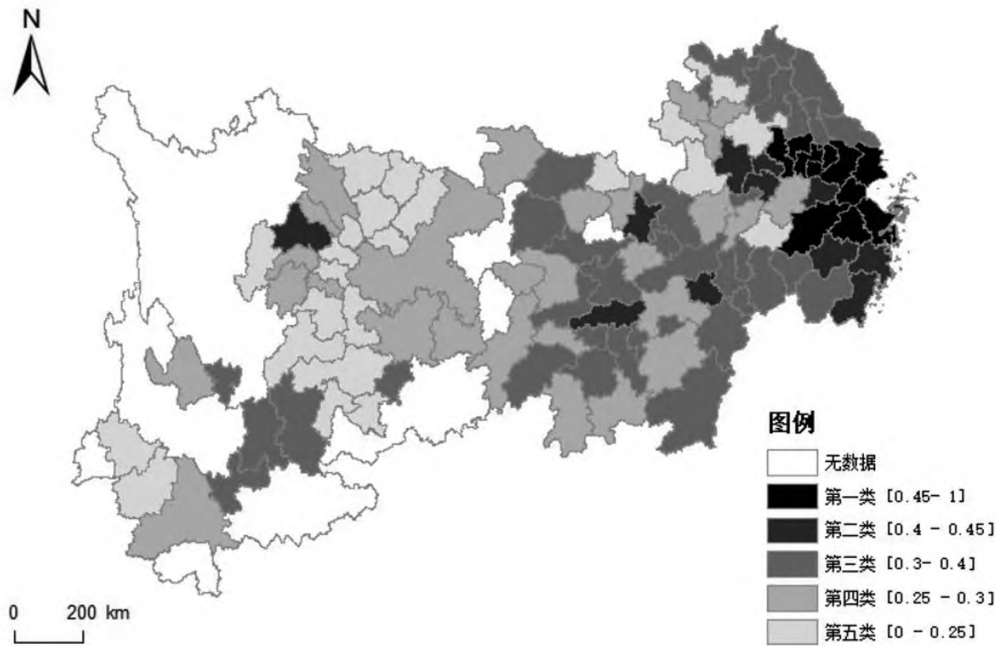 N
图例
无数据
第一类 [0.45- 1]
第二类 [0.4 - 0.45]
第三类 [0.3- 0.4]
第四类 [0.25 - 0.3]
第五类 [0 - 0.25]
0 200 km